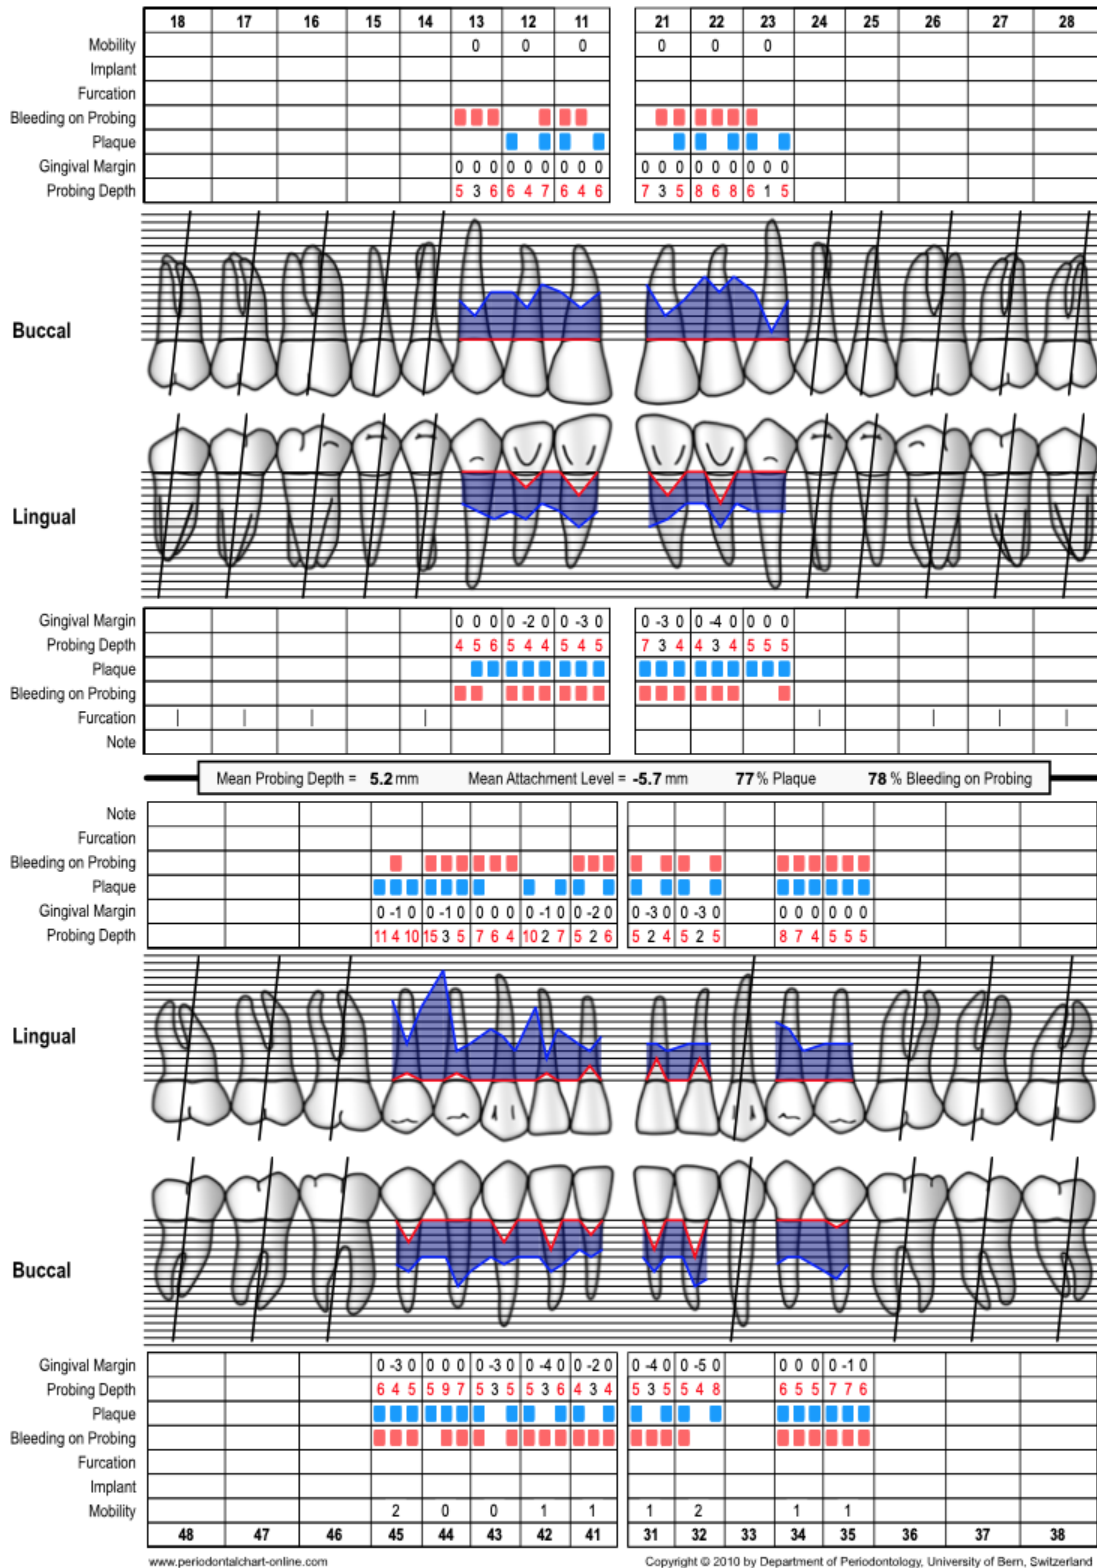 18 17 16 15 14 13 12 11 21 22 23 24 25 26 27 28
Mobility 0 0 0 0 0 0
Implant
Furcation
Bleeding on Probing
Plaque
Gingival Margin 0 0 0 0 0 0 0 0 0 0 0 0 0 0 0 0 0 0
Probing Depth 5 3 6 6 4 7 6 4 6 7 3 5 8 6 8 6 1 5
Buccal
Lingual
Gingival Margin 0 0 0 0 -2 0 0 -3 0 0 -3 0 0 -4 0 0 0 0
Probing Depth 4 5 6 5 4 4 5 4 5 7 3 4 4 3 4 5 5 5
Plaque
Bleeding on Probing
Furcation
Note
Mean Probing Depth = 5.2 mm Mean Attachment Level = -5.7 mm 77 % Plaque 78 % Bleeding on Probing
Note
Furcation
Bleeding on Probing
Plaque
Gingival Margin 0 -1 0 0 -1 0 0 0 0 0 -1 0 0 -2 0 0 -3 0 0 -3 0 0 0 0 0 0 0
Probing Depth 11 4 10 15 3 5 7 6 4 10 2 7 5 2 6 5 2 4 5 2 5 8 7 4 5 5 5
Lingual
Buccal
Gingival Margin 0 -3 0 0 0 0 0 -3 0 0 -4 0 0 -2 0 0 -4 0 0 -5 0 0 0 0 0 -1 0
Probing Depth 6 4 5 5 9 7 5 3 5 5 3 6 4 3 4 5 3 5 5 4 8 6 5 5 7 7 6
Plaque
Bleeding on Probing
Furcation
Implant
Mobility 2 0 0 1 1 1 2 1 1
48 47 46 45 44 43 42 41 31 32 33 34 35 36 37 38
www.periodontalchart-online.com Copyright © 2010 by Department of Periodontology, University of Bern, Switzerland